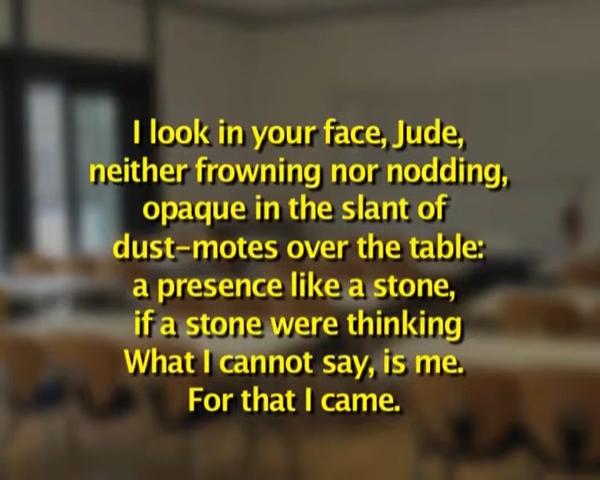 I look in your face, Jude,
neither frowning nor nodding,
opaque in the slant of
dust-motes over the table:
a presence like a stone,
if a stone were thinking
What I cannot say, is me.
For that I came.